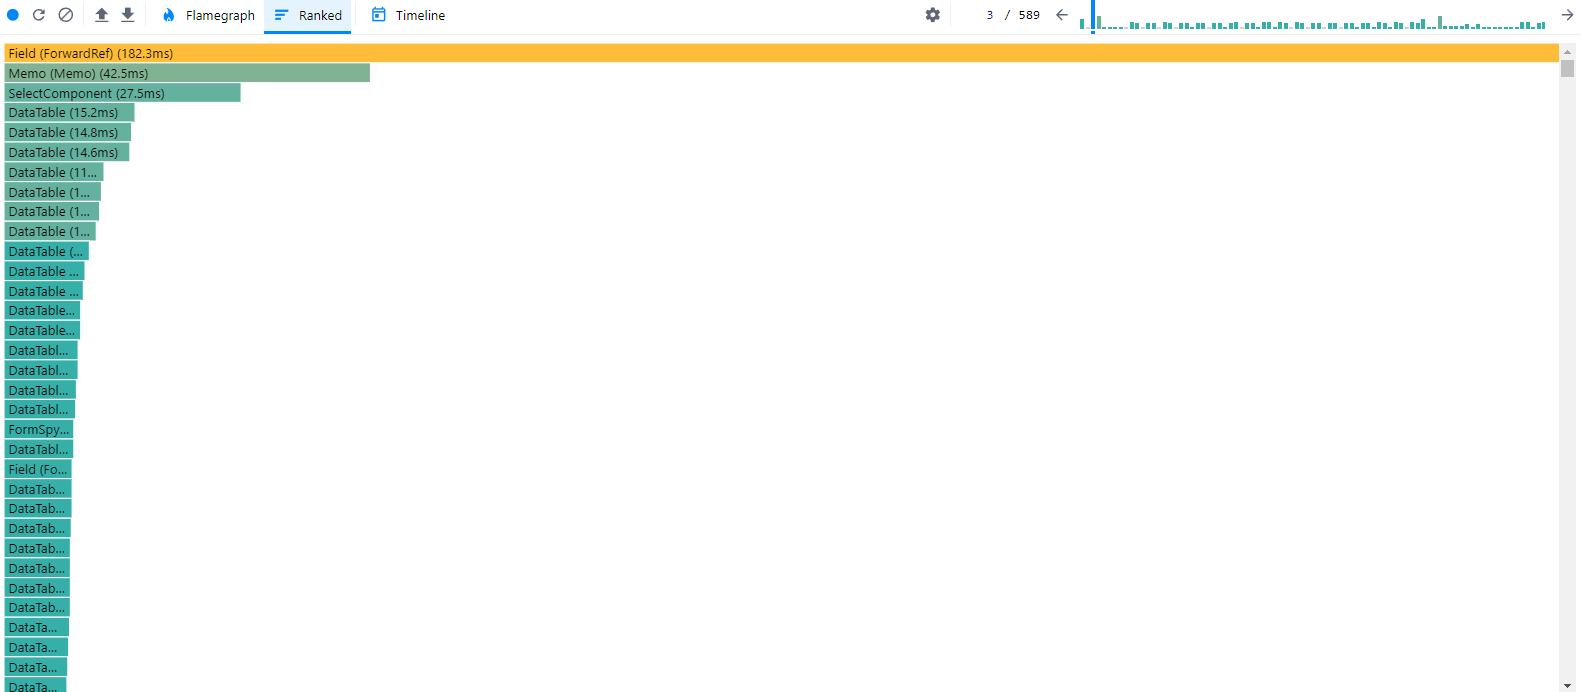 Flamegraph Ranked Timeline 3 / 589
Field (ForwardRef) (182.3ms)
Memo (Memo) (42.5ms)
SelectComponent (27.5ms)
DataTable (15.2ms)
DataTable (14.8ms)
DataTable (14.6ms)
DataTable (11...
DataTable (1...
DataTable (1...
DataTable (1...
DataTable (...
DataTable ...
DataTable ...
DataTable...
DataTable...
DataTabl...
DataTabl...
DataTabl...
DataTabl...
FormSpy...
DataTabl...
Field (Fo...
DataTab...
DataTab...
DataTab...
DataTab...
DataTab...
DataTab...
DataTab...
DataTa...
DataTa...
DataTa...
DataTa...